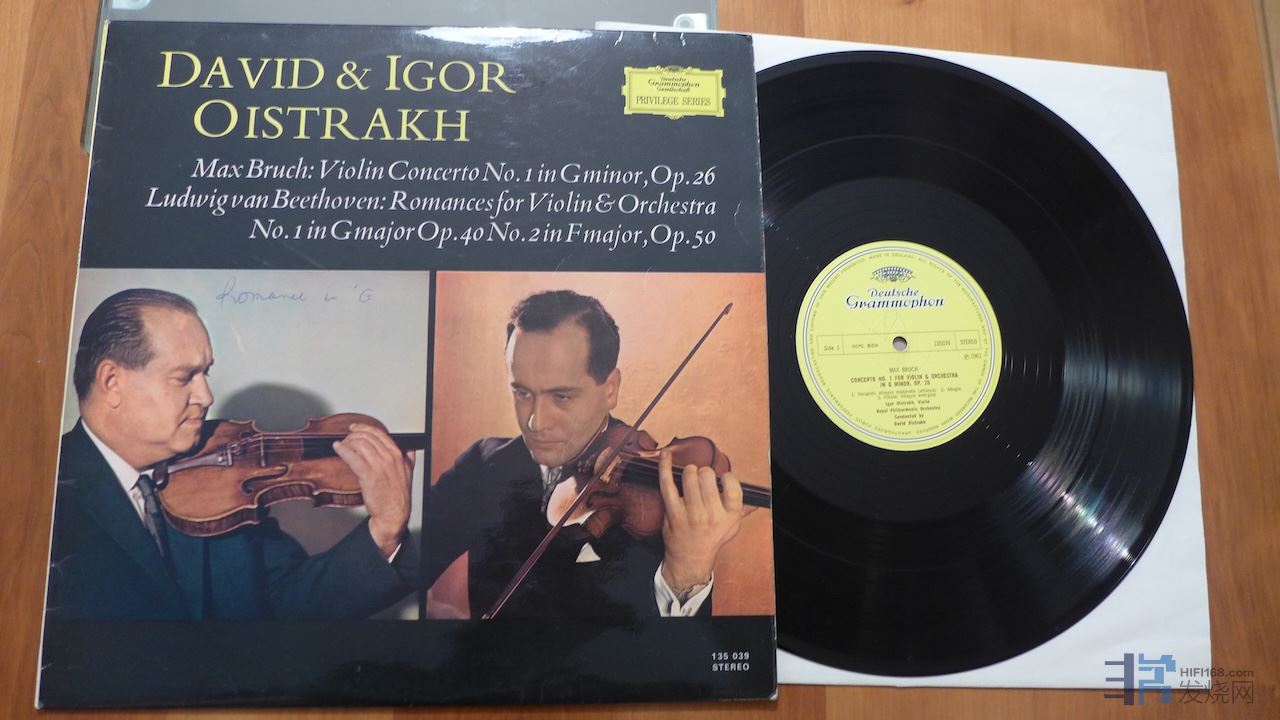 DAVID & IGOR
OISTRAKH
Deutsche
Grammophon
Gesellschaft
PRIVILEGE SERIES
Max Bruch: Violin Concerto No. 1 in G minor, Op. 26
Ludwig van Beethoven: Romances for Violin & Orchestra
No. 1 in G major Op. 40 No. 2 in F major, Op. 50
Romance in G
135 039
STEREO
Deutsche
Grammophon
Side 1
135039
STEREO
℗ 1961
MAX BRUCH
CONCERTO NO. 1 FOR VIOLIN & ORCHESTRA
IN G MINOR, OP. 26
Igor Oistrakh, Violin
Royal Philharmonic Orchestra
Conducted by
David Oistrakh
HIFI168.com
发烧网